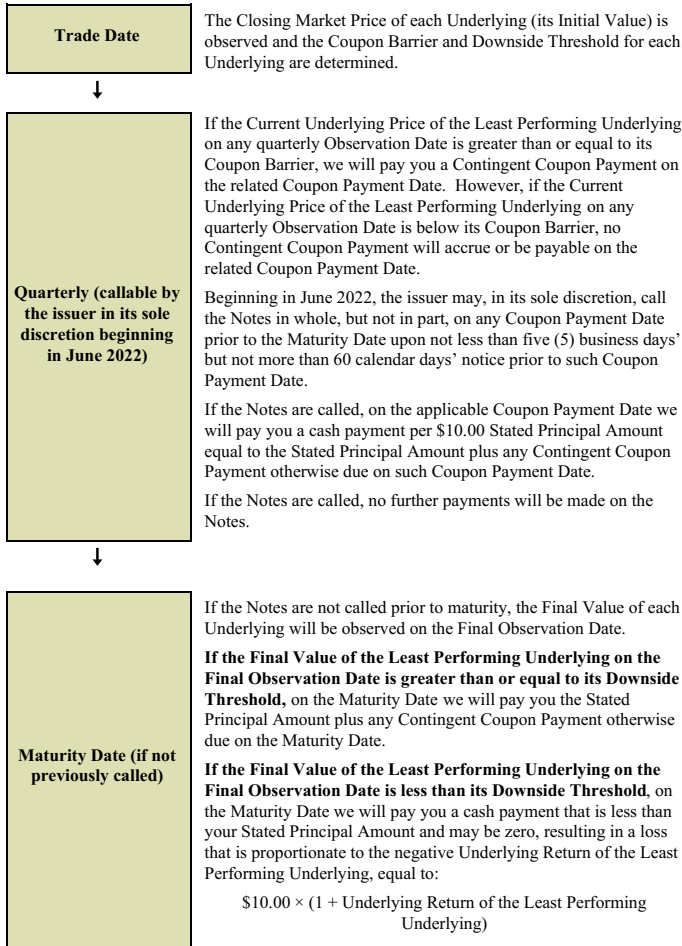 Trade Date
The Closing Market Price of each Underlying (its Initial Value) is
observed and the Coupon Barrier and Downside Threshold for each
Underlying are determined.
Quarterly (callable by
the issuer in its sole
discretion beginning
in June 2022)
If the Current Underlying Price of the Least Performing Underlying
on any quarterly Observation Date is greater than or equal to its
Coupon Barrier, we will pay you a Contingent Coupon Payment on
the related Coupon Payment Date.  However, if the Current
Underlying Price of the Least Performing Underlying on any
quarterly Observation Date is below its Coupon Barrier, no
Contingent Coupon Payment will accrue or be payable on the
related Coupon Payment Date.
Beginning in June 2022, the issuer may, in its sole discretion, call
the Notes in whole, but not in part, on any Coupon Payment Date
prior to the Maturity Date upon not less than five (5) business days’
but not more than 60 calendar days’ notice prior to such Coupon
Payment Date.
If the Notes are called, on the applicable Coupon Payment Date we
will pay you a cash payment per $10.00 Stated Principal Amount
equal to the Stated Principal Amount plus any Contingent Coupon
Payment otherwise due on such Coupon Payment Date.
If the Notes are called, no further payments will be made on the
Notes.
Maturity Date (if not
previously called)
If the Notes are not called prior to maturity, the Final Value of each
Underlying will be observed on the Final Observation Date.
If the Final Value of the Least Performing Underlying on the
Final Observation Date is greater than or equal to its Downside
Threshold, on the Maturity Date we will pay you the Stated
Principal Amount plus any Contingent Coupon Payment otherwise
due on the Maturity Date.
If the Final Value of the Least Performing Underlying on the
Final Observation Date is less than its Downside Threshold, on
the Maturity Date we will pay you a cash payment that is less than
your Stated Principal Amount and may be zero, resulting in a loss
that is proportionate to the negative Underlying Return of the Least
Performing Underlying, equal to:
$10.00 × (1 + Underlying Return of the Least Performing
Underlying)